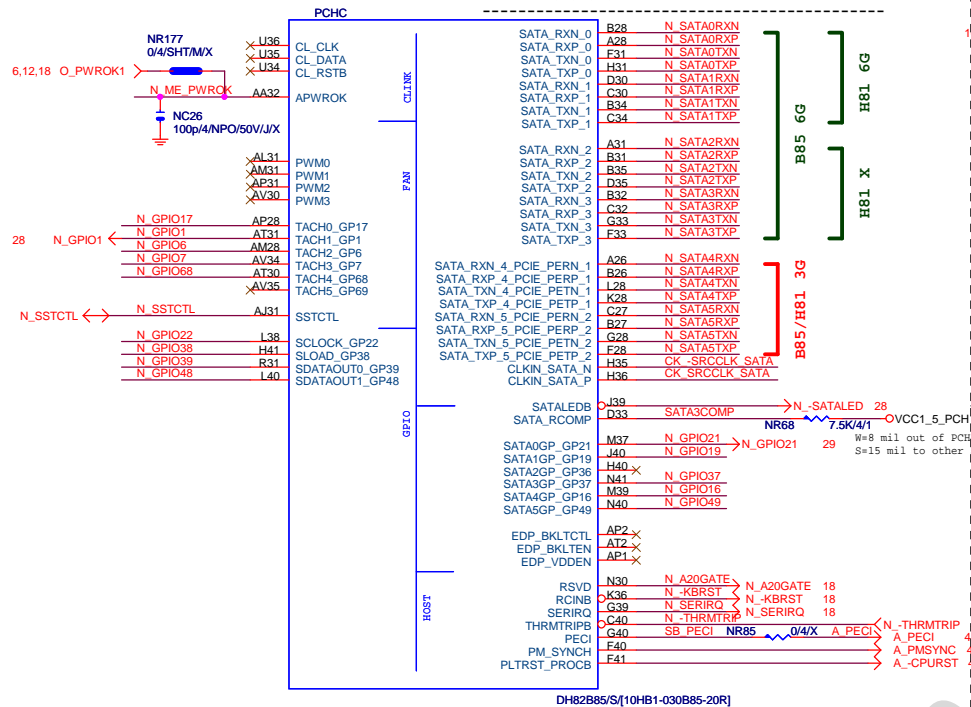 PCHC
NR177
0/4/SHT/M/X
6,12,18 O_PWROK1
N_ME_PWROK
NC26
100p/4/NPO/50V/J/X
U36 CL_CLK
U35 CL_DATA
U34 CL_RSTB
AA32 APWROK
CLINK
AL31 PWM0
AM31 PWM1
AP31 PWM2
AV30 PWM3
FAN
N_GPIO17 AP28 TACH0_GP17
28 N_GPIO1 N_GPIO1 AT31 TACH1_GP1
N_GPIO6 AM28 TACH2_GP6
N_GPIO7 AV34 TACH3_GP7
N_GPIO68 AT30 TACH4_GP68
AV35 TACH5_GP69
N_SSTCTL N_SSTCTL AJ31 SSTCTL
N_GPIO22 L38 SCLOCK_GP22
N_GPIO38 H41 SLOAD_GP38
N_GPIO39 R31 SDATAOUT0_GP39
N_GPIO48 L40 SDATAOUT1_GP48
GPIO
HOST
SATA_RXN_0 B28 N_SATA0RXN
SATA_RXP_0 A28 N_SATA0RXP
SATA_TXN_0 F31 N_SATA0TXN
SATA_TXP_0 H31 N_SATA0TXP
SATA_RXN_1 D30 N_SATA1RXN
SATA_RXP_1 C30 N_SATA1RXP
SATA_TXN_1 B34 N_SATA1TXN
SATA_TXP_1 C34 N_SATA1TXP
SATA_RXN_2 A31 N_SATA2RXN
SATA_RXP_2 B31 N_SATA2RXP
SATA_TXN_2 B35 N_SATA2TXN
SATA_TXP_2 D35 N_SATA2TXP
SATA_RXN_3 B32 N_SATA3RXN
SATA_RXP_3 C32 N_SATA3RXP
SATA_TXN_3 G33 N_SATA3TXN
SATA_TXP_3 F33 N_SATA3TXP
B85 6G
H81 6G
H81 X
SATA_RXN_4_PCIE_PERN_1 A26 N_SATA4RXN
SATA_RXP_4_PCIE_PERP_1 B26 N_SATA4RXP
SATA_TXN_4_PCIE_PETN_1 L28 N_SATA4TXN
SATA_TXP_4_PCIE_PETP_1 K28 N_SATA4TXP
SATA_RXN_5_PCIE_PERN_2 C27 N_SATA5RXN
SATA_RXP_5_PCIE_PERP_2 B27 N_SATA5RXP
SATA_TXN_5_PCIE_PETN_2 G28 N_SATA5TXN
SATA_TXP_5_PCIE_PETP_2 F28 N_SATA5TXP
B85/H81 3G
CLKIN_SATA_N H35 CK_-SRCCLK_SATA
CLKIN_SATA_P H36 CK_SRCCLK_SATA
SATALEDB J39 N_-SATALED 28
SATA_RCOMP D33 SATA3COMP NR68 7.5K/4/1 VCC1_5_PCH
W=8 mil out of PCH
S=15 mil to other
SATA0GP_GP21 M37 N_GPIO21 N_GPIO21 29
SATA1GP_GP19 J40 N_GPIO19
SATA2GP_GP36 H40
SATA3GP_GP37 N41 N_GPIO37
SATA4GP_GP16 M39 N_GPIO16
SATA5GP_GP49 N40 N_GPIO49
EDP_BKLTCTL AP2
EDP_BKLTEN AT2
EDP_VDDEN AP1
RSVD N30 N_A20GATE N_A20GATE 18
RCINB K36 N_-KBRST N_-KBRST 18
SERIRQ G39 N_SERIRQ N_SERIRQ 18
THRMTRIPB C40 N_-THRMTRIP N_-THRMTRIP
PECI G40 SB_PECI NR85 0/4/X A_PECI A_PECI
PM_SYNCH F40 A_PMSYNC
PLTRST_PROCB F41 A_-CPURST
DH82B85/S/[10HB1-030B85-20R]